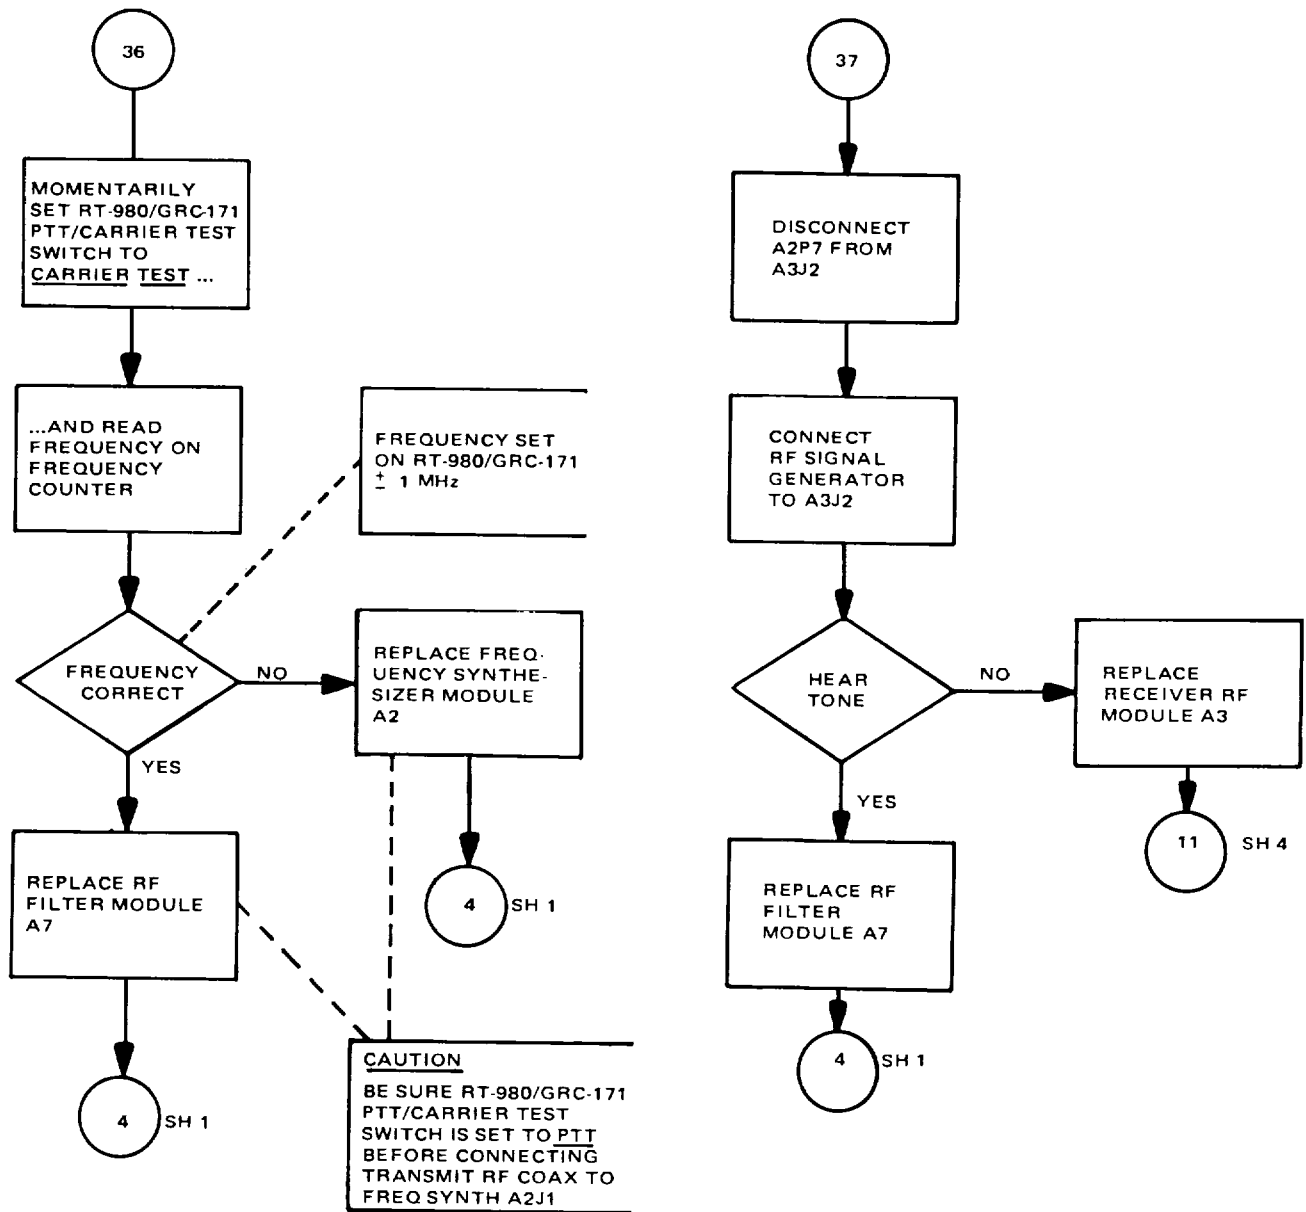 36
MOMENTARILY
SET RT-980/GRC-171
PTT/CARRIER TEST
SWITCH TO
CARRIER TEST ...
...AND READ
FREQUENCY ON
FREQUENCY
COUNTER
FREQUENCY SET
ON RT-980/GRC-171
± 1 MHz
FREQUENCY
CORRECT
NO
REPLACE FREQ-
UENCY SYNTHE-
SIZER MODULE
A2
YES
REPLACE RF
FILTER MODULE
A7
4
SH 1
4
SH 1
CAUTION
BE SURE RT-980/GRC-171
PTT/CARRIER TEST
SWITCH IS SET TO PTT
BEFORE CONNECTING
TRANSMIT RF COAX TO
FREQ SYNTH A2J1
37
DISCONNECT
A2P7 FROM
A3J2
CONNECT
RF SIGNAL
GENERATOR
TO A3J2
HEAR
TONE
NO
REPLACE
RECEIVER RF
MODULE A3
YES
11
SH 4
REPLACE RF
FILTER
MODULE A7
4
SH 1